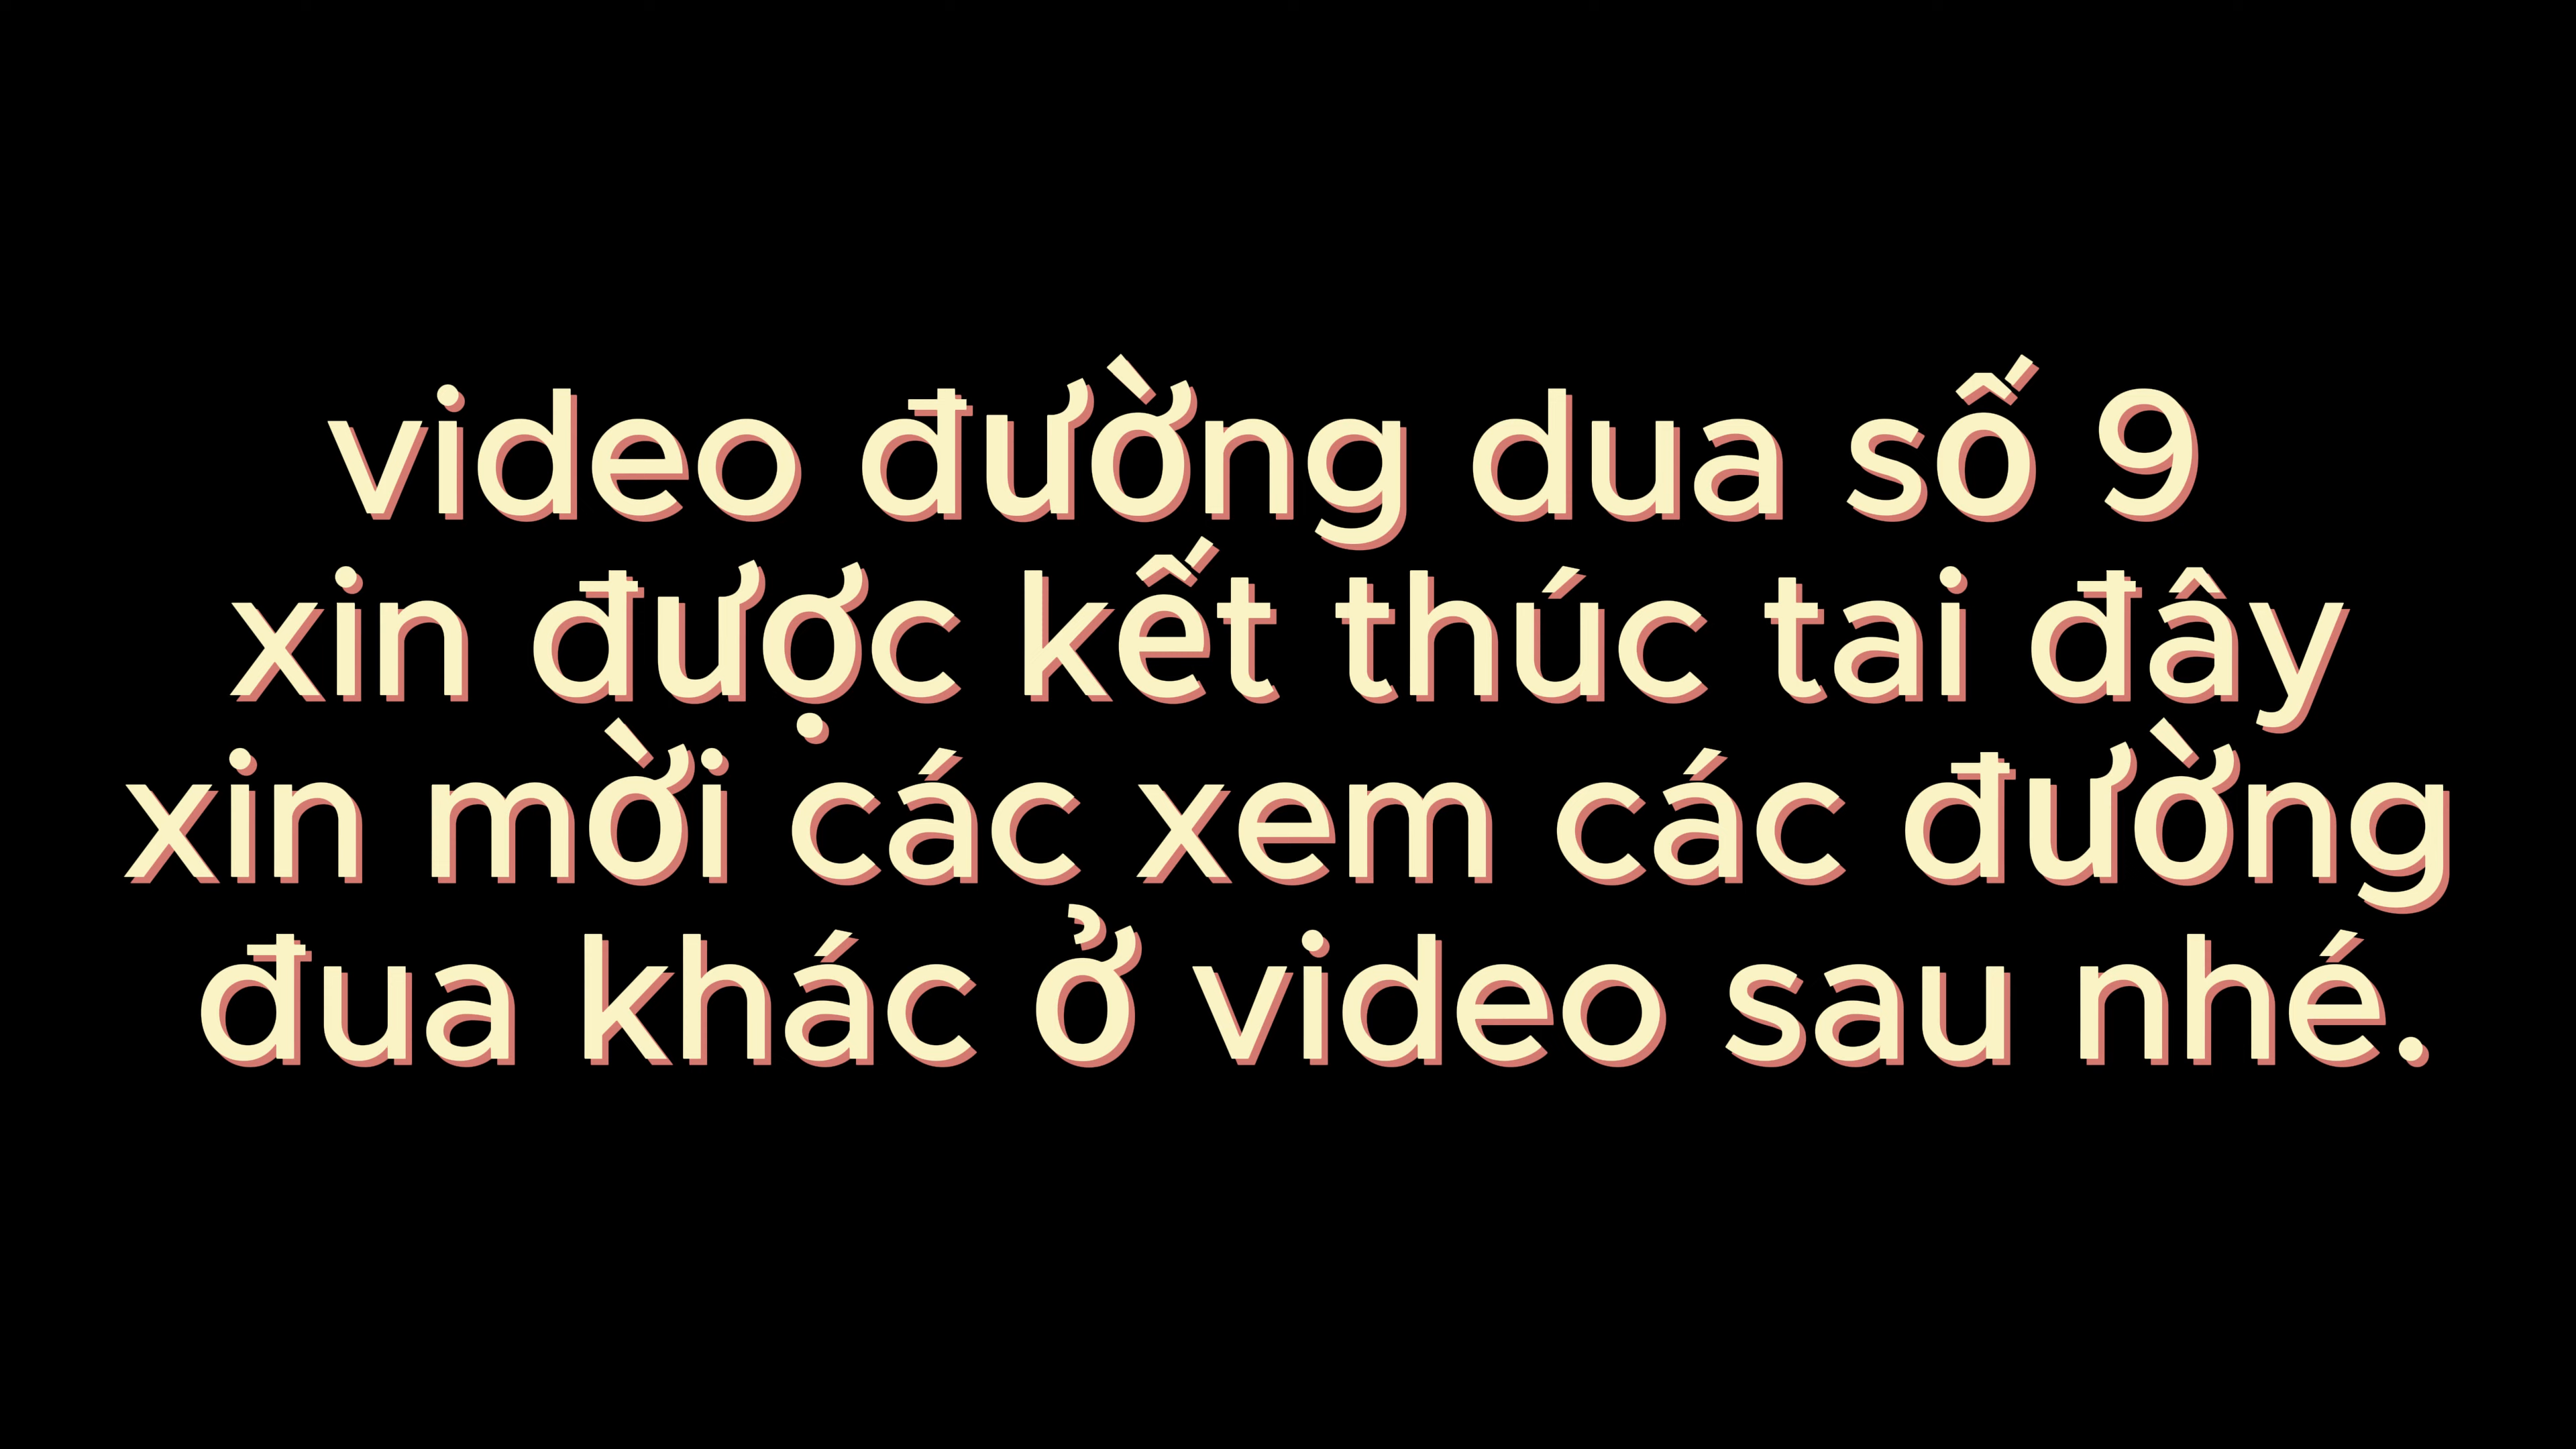 video đường dua số 9
xin được kết thúc tai đây
xin mời các xem các đường
đua khác ở video sau nhé.